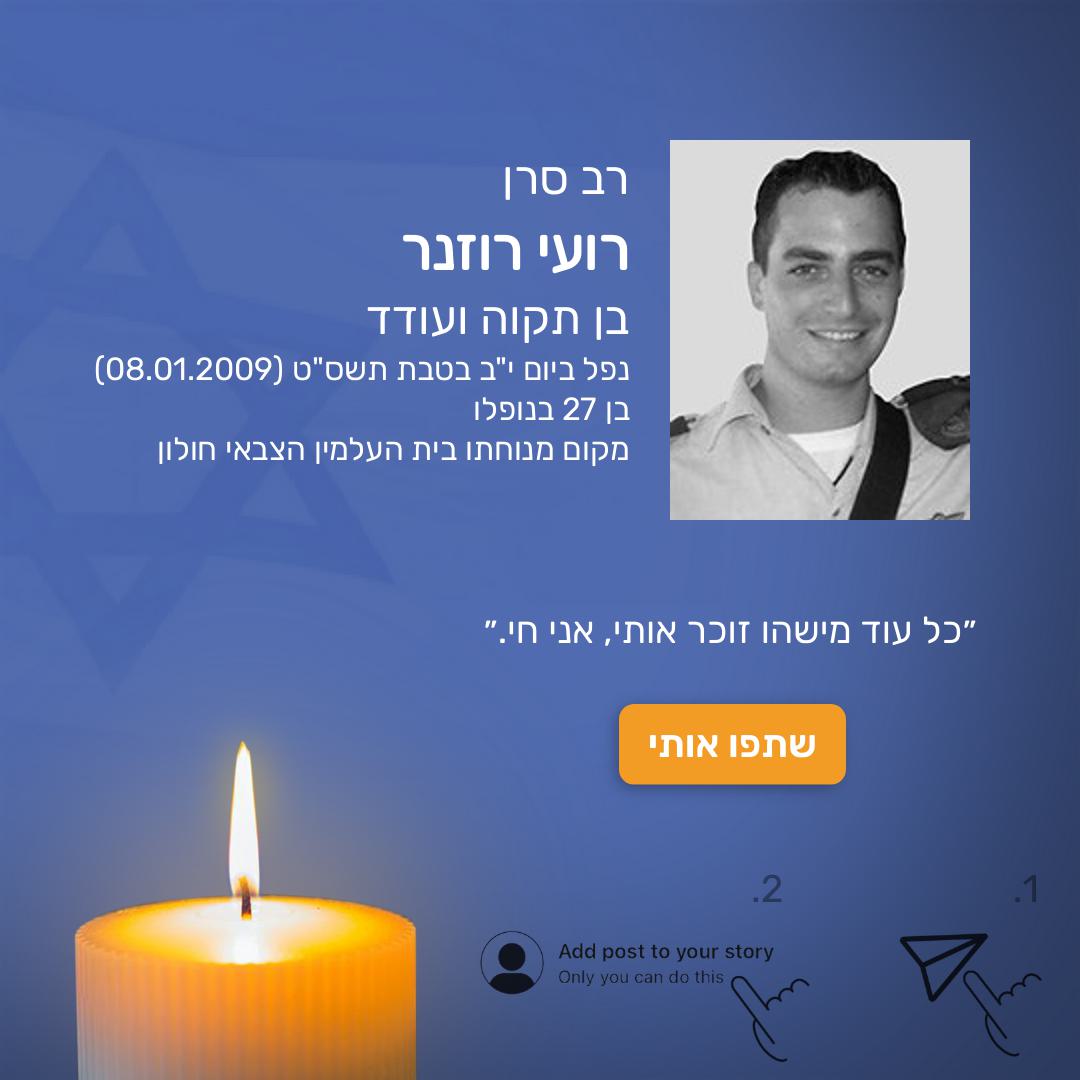 רב סרן
רועי רוזנר
בן תקוה ועודד
נפל ביום י"ב בטבת תשס"ט (08.01.2009)
בן 27 בנופלו
מקום מנוחתו בית העלמין הצבאי חולון
״כל עוד מישהו זוכר אותי, אני חי.״
שתפו אותי
1.
2.
Add post to your story
Only you can do this